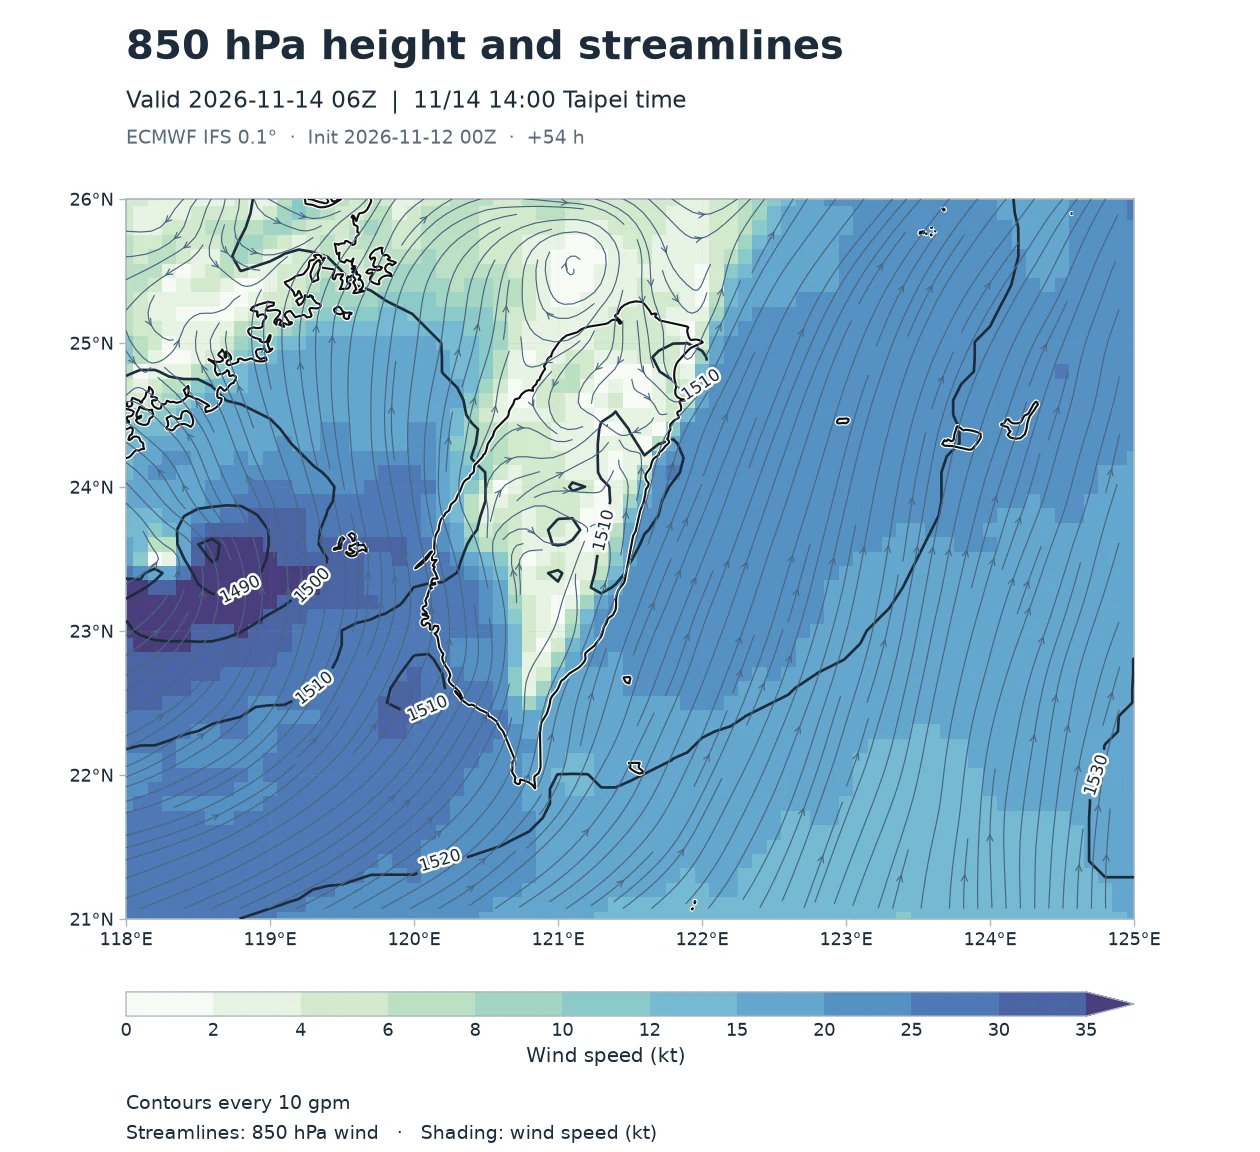 850 hPa height and streamlines
Valid 2026-11-14 06Z | 11/14 14:00 Taipei time
ECMWF IFS 0.1° · Init 2026-11-12 00Z · +54 h
26°N
25°N
1510
24°N
1510
1490
1500
23°N
1510
1510
22°N
1530
1520
21°N
118°E 119°E 120°E 121°E 122°E 123°E 124°E 125°E
0 2 4 6 8 10 12 15 20 25 30 35
Wind speed (kt)
Contours every 10 gpm
Streamlines: 850 hPa wind · Shading: wind speed (kt)